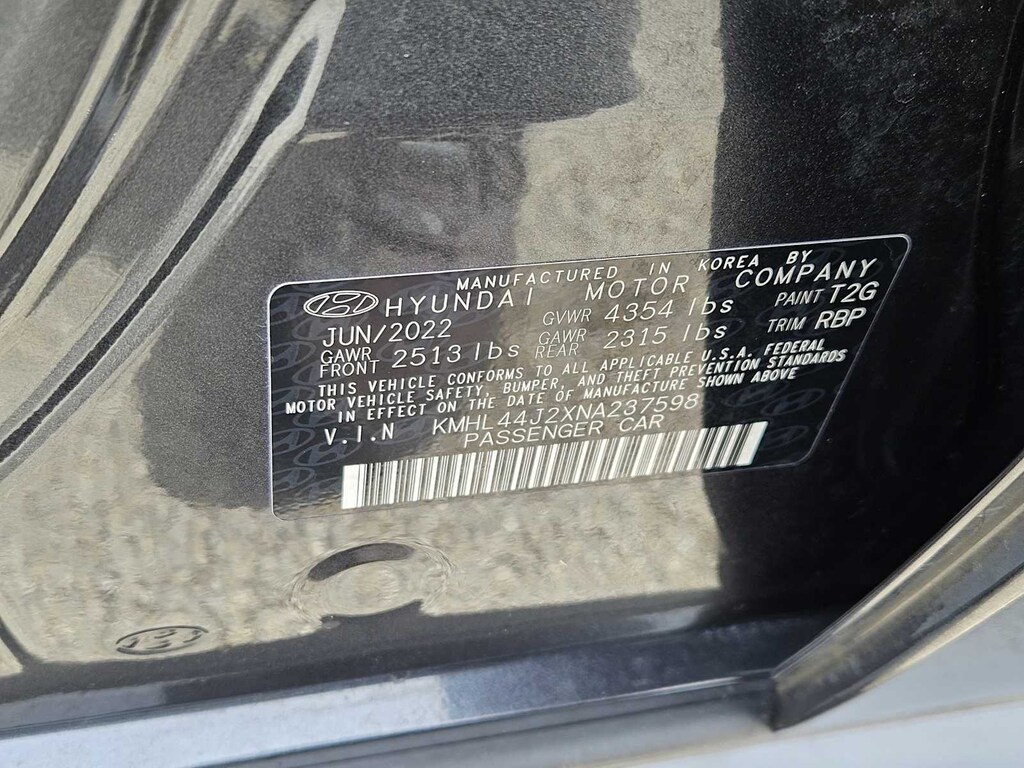 MANUFACTURED IN KOREA BY
HYUNDAI MOTOR COMPANY
JUN/2022 GVWR 4354 lbs PAINT T2G
GAWR FRONT 2513 lbs GAWR REAR 2315 lbs TRIM RBP
THIS VEHICLE CONFORMS TO ALL APPLICABLE U.S.A. FEDERAL
MOTOR VEHICLE SAFETY, BUMPER, AND THEFT PREVENTION STANDARDS
IN EFFECT ON THE DATE OF MANUFACTURE SHOWN ABOVE
V.I.N KMHL44J2XNA237598
PASSENGER CAR